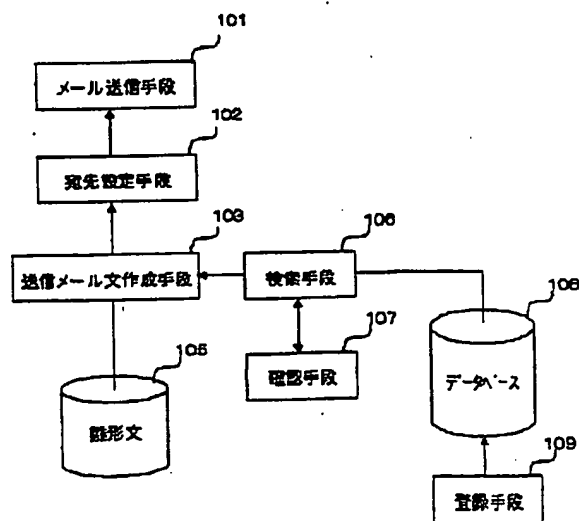 101
メール送信手段
102
宛先設定手段
103
送信メール文作成手段
106
検索手段
108
データベース
107
確認手段
105
雛形文
109
登録手段